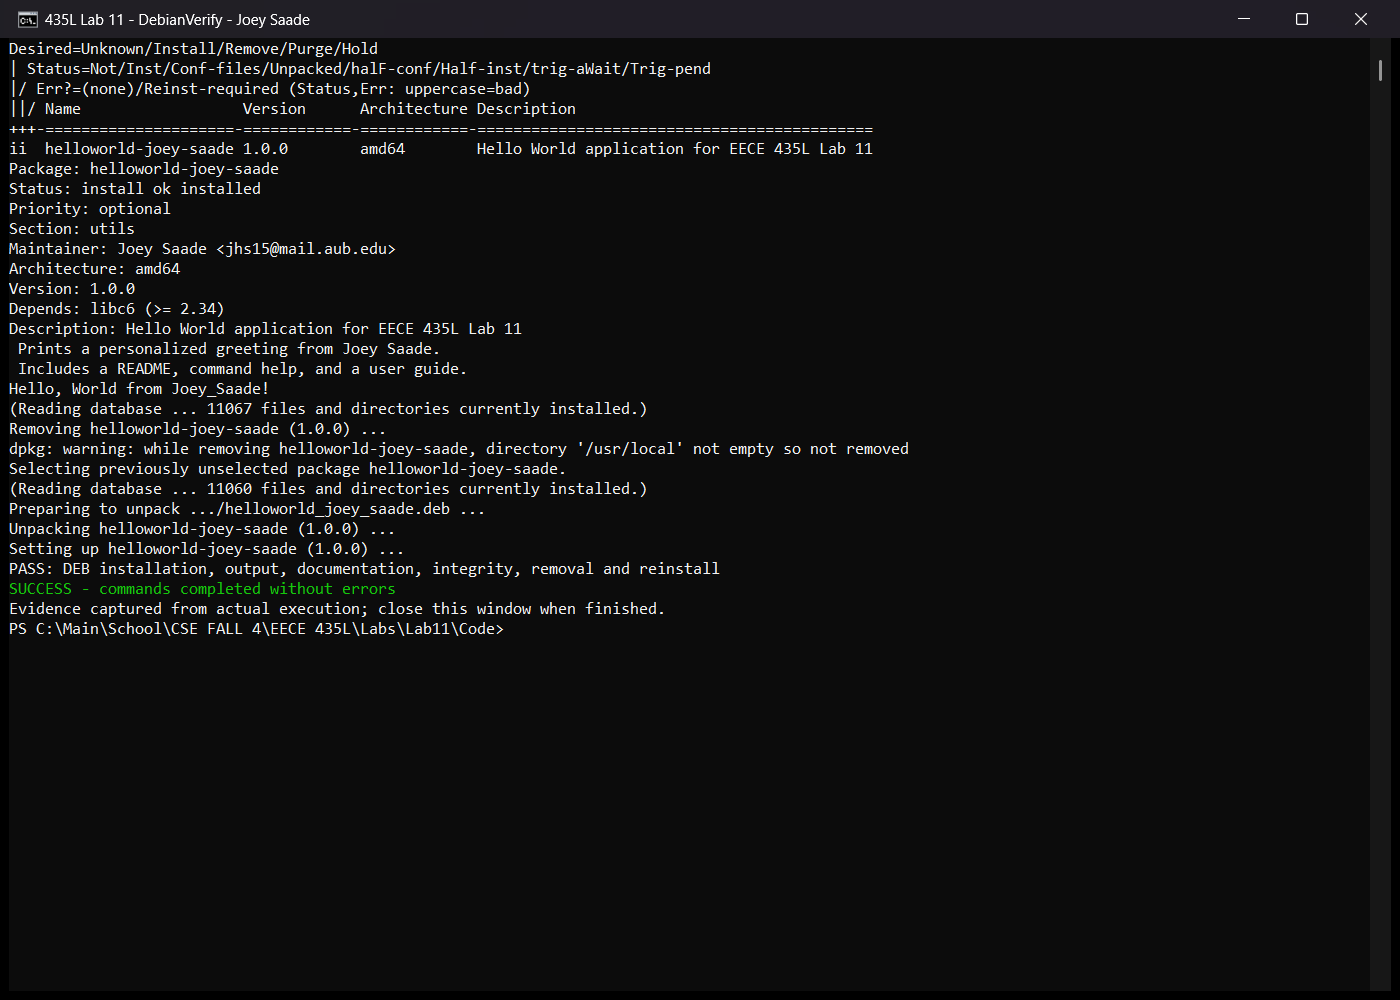 435L Lab 11 - DebianVerify - Joey Saade
Desired=Unknown/Install/Remove/Purge/Hold
| Status=Not/Inst/Conf-files/Unpacked/halF-conf/Half-inst/trig-aWait/Trig-pend
|/ Err?=(none)/Reinst-required (Status,Err: uppercase=bad)
||/ Name                  Version      Architecture Description
+++-=====================-============-============-============================================
ii  helloworld-joey-saade 1.0.0        amd64        Hello World application for EECE 435L Lab 11
Package: helloworld-joey-saade
Status: install ok installed
Priority: optional
Section: utils
Maintainer: Joey Saade <jhs15@mail.aub.edu>
Architecture: amd64
Version: 1.0.0
Depends: libc6 (>= 2.34)
Description: Hello World application for EECE 435L Lab 11
 Prints a personalized greeting from Joey Saade.
 Includes a README, command help, and a user guide.
Hello, World from Joey_Saade!
(Reading database ... 11067 files and directories currently installed.)
Removing helloworld-joey-saade (1.0.0) ...
dpkg: warning: while removing helloworld-joey-saade, directory '/usr/local' not empty so not removed
Selecting previously unselected package helloworld-joey-saade.
(Reading database ... 11060 files and directories currently installed.)
Preparing to unpack .../helloworld_joey_saade.deb ...
Unpacking helloworld-joey-saade (1.0.0) ...
Setting up helloworld-joey-saade (1.0.0) ...
PASS: DEB installation, output, documentation, integrity, removal and reinstall
SUCCESS - commands completed without errors
Evidence captured from actual execution; close this window when finished.
PS C:\Main\School\CSE FALL 4\EECE 435L\Labs\Lab11\Code>